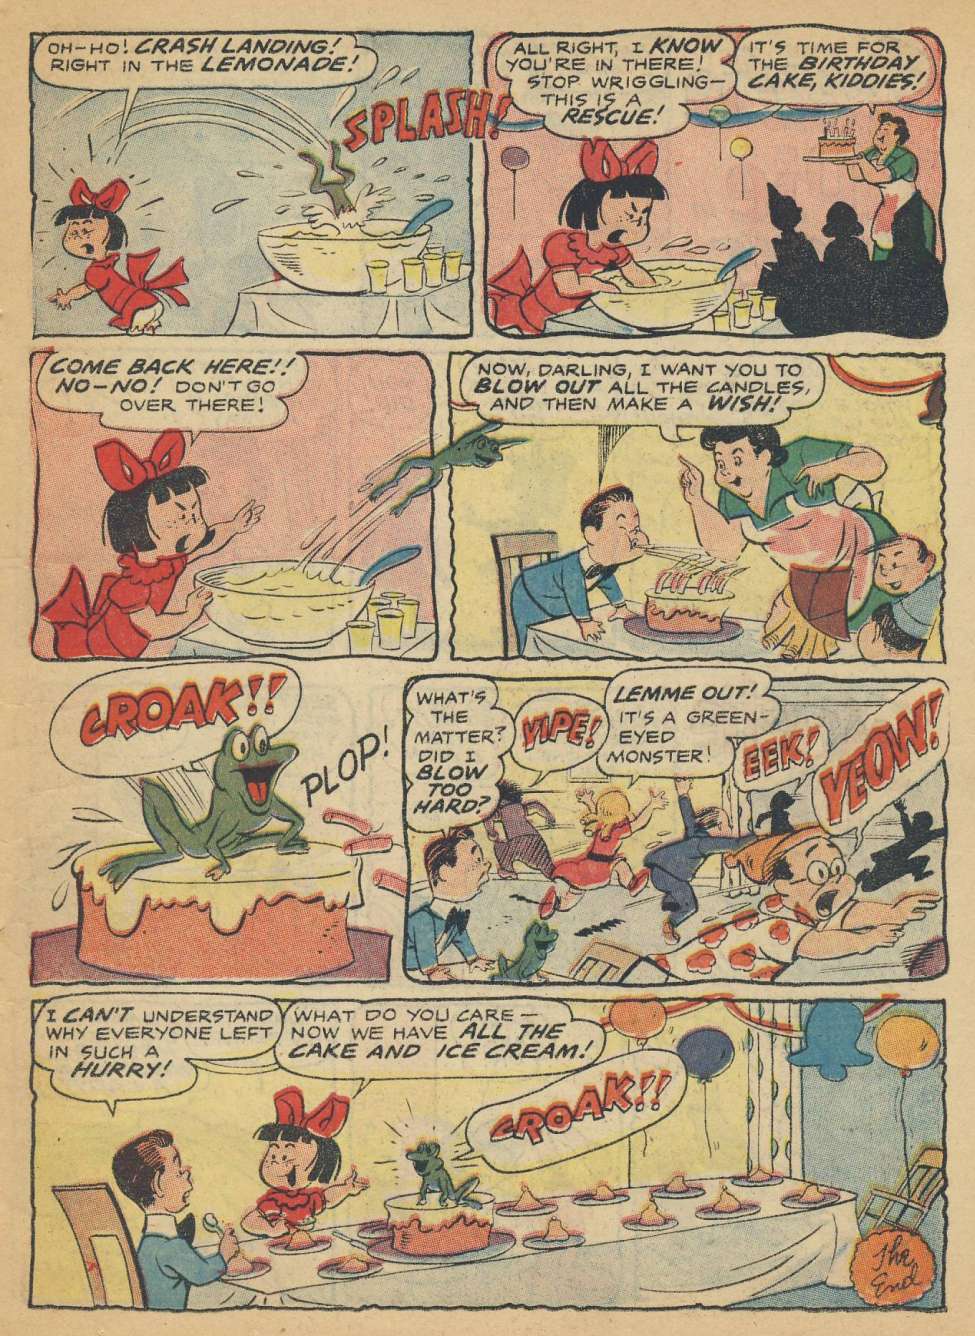 OH-HO! CRASH LANDING!
RIGHT IN THE LEMONADE!
SPLASH!
ALL RIGHT, I KNOW
YOU'RE IN THERE!
STOP WRIGGLING—
THIS IS A
RESCUE!
IT'S TIME FOR
THE BIRTHDAY
CAKE, KIDDIES!
COME BACK HERE!!
NO-NO! DON'T GO
OVER THERE!
NOW, DARLING, I WANT YOU TO
BLOW OUT ALL THE CANDLES,
AND THEN MAKE A WISH!
CROAK!!
PLOP!
WHAT'S
THE
MATTER?
DID I
BLOW
TOO
HARD?
YIPE!
LEMME OUT!
IT'S A GREEN-
EYED
MONSTER!
EEK!
YEOW!
I CAN'T UNDERSTAND
WHY EVERYONE LEFT
IN SUCH A
HURRY!
WHAT DO YOU CARE—
NOW WE HAVE ALL THE
CAKE AND ICE CREAM!
CROAK!!
The
End